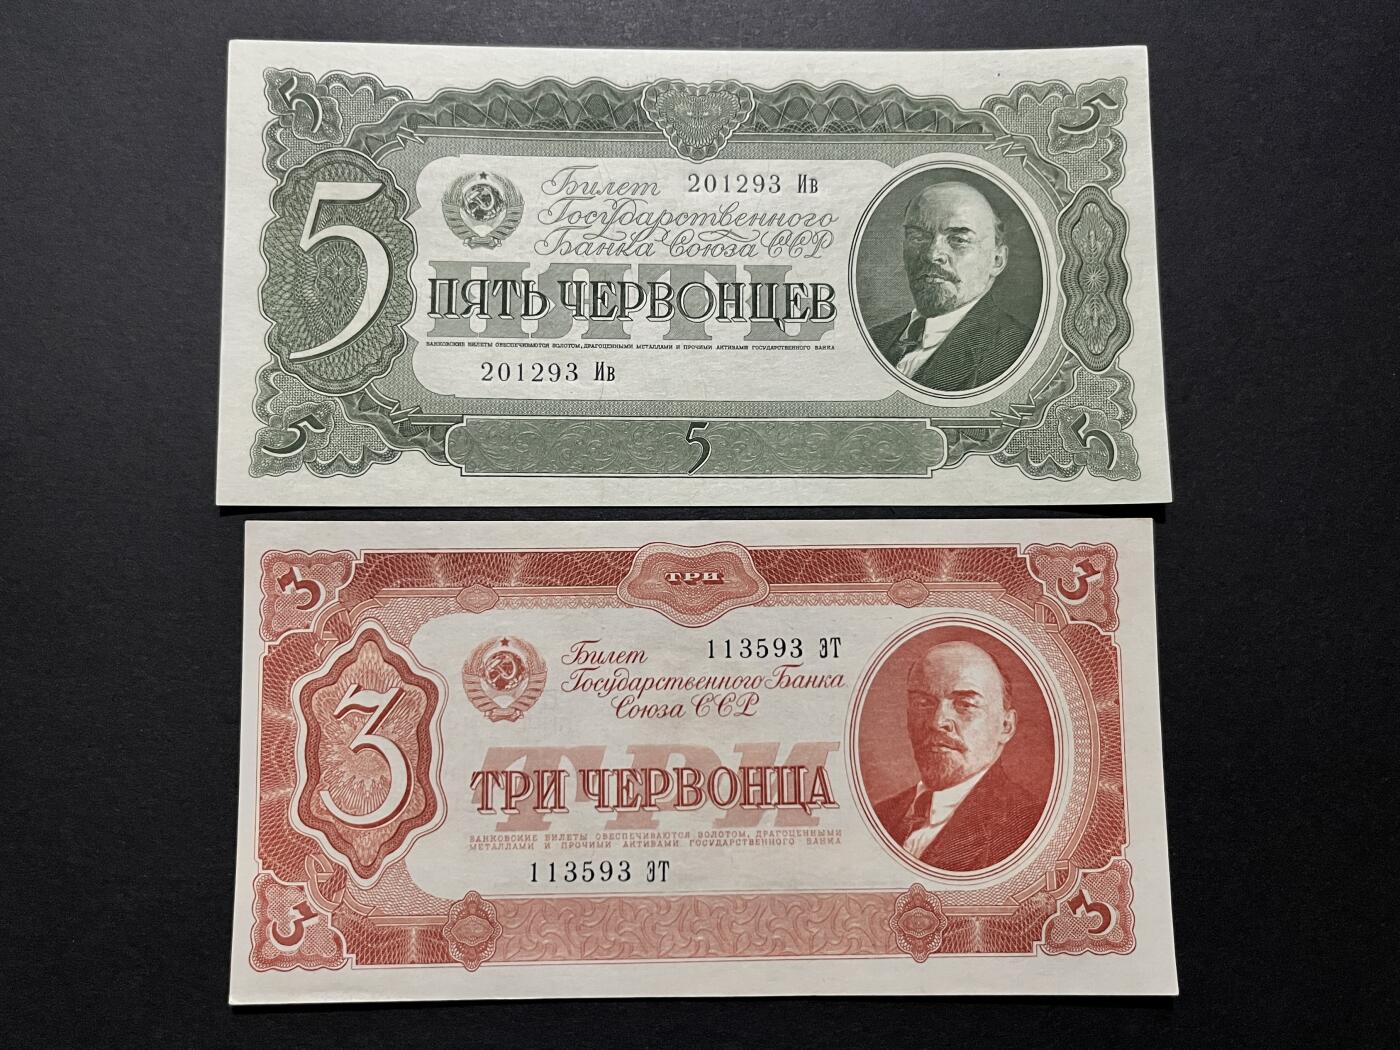 5
5
Билет 201293 Ив
Государственного
Банка Союза ССР
5
ПЯТЬ
ПЯТЬ ЧЕРВОНЦЕВ
БАНКОВСКИЕ БИЛЕТЫ ОБЕСПЕЧИВАЮТСЯ ЗОЛОТОМ, ДРАГОЦЕННЫМИ МЕТАЛЛАМИ И ПРОЧИМИ АКТИВАМИ ГОСУДАРСТВЕННОГО БАНКА
201293 Ив
5
5
5
3
ТРИ
3
Билет 113593 ЭТ
Государственного Банка
Союза ССР
3
ТРИ
ТРИ ЧЕРВОНЦА
БАНКОВСКИЕ БИЛЕТЫ ОБЕСПЕЧИВАЮТСЯ ЗОЛОТОМ, ДРАГОЦЕННЫМИ
МЕТАЛЛАМИ И ПРОЧИМИ АКТИВАМИ ГОСУДАРСТВЕННОГО БАНКА
113593 ЭТ
3
3